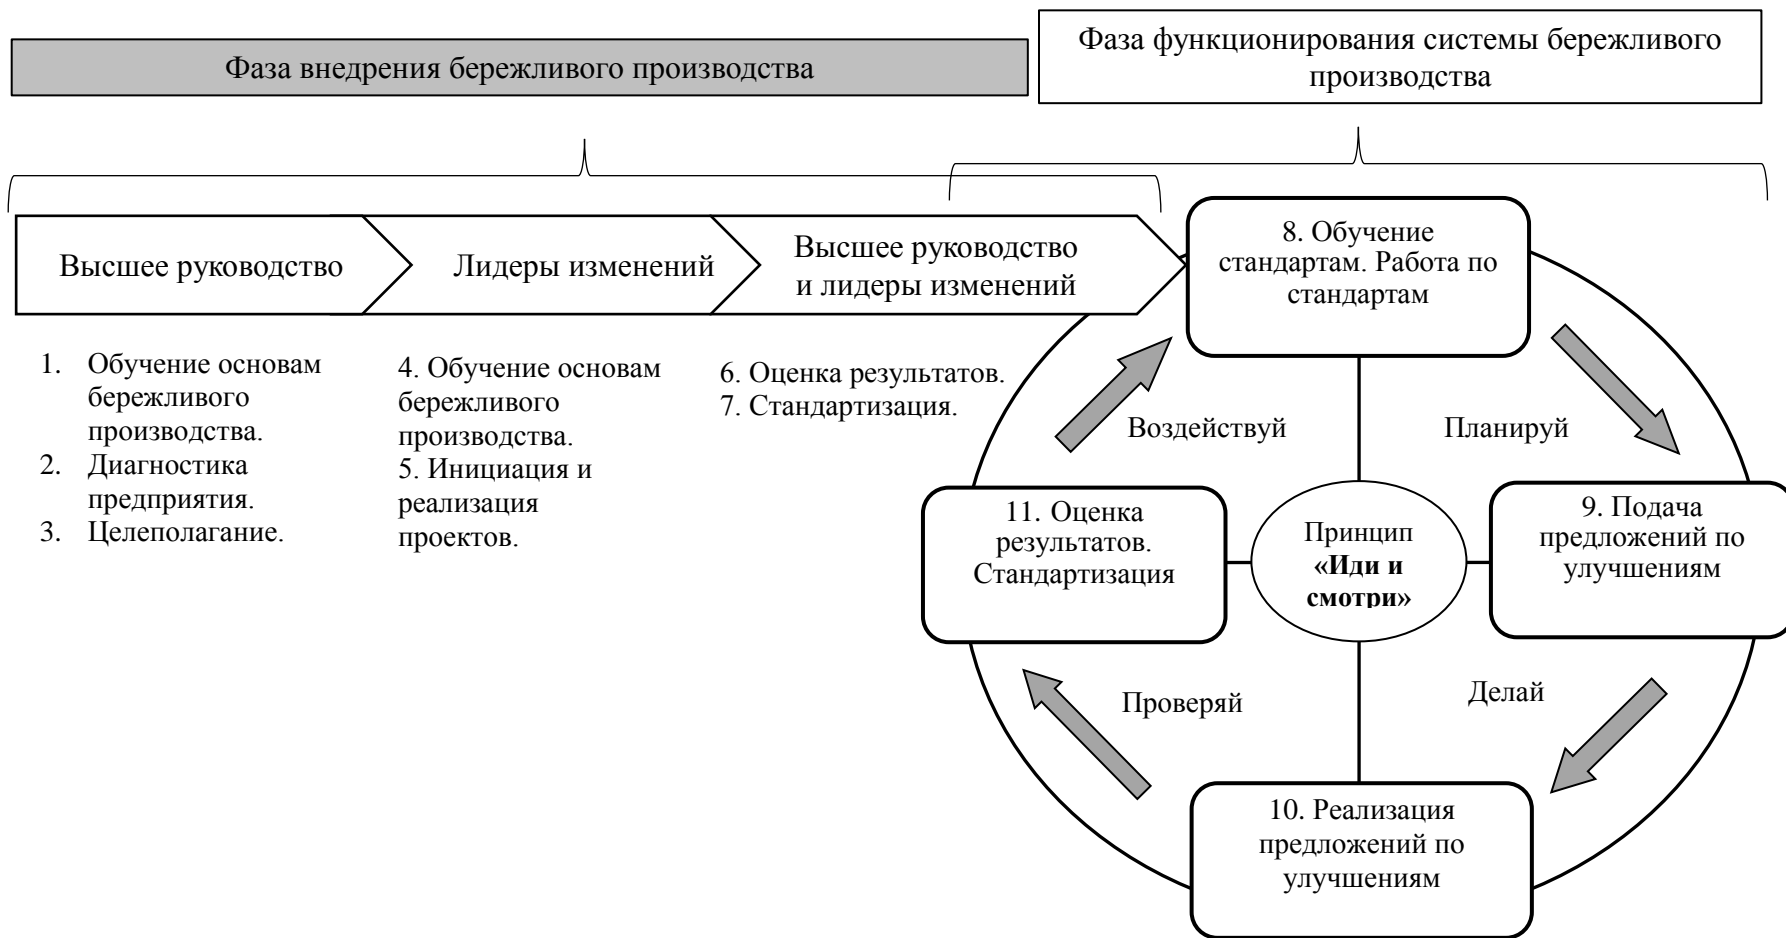 Фаза внедрения бережливого производства
Фаза функционирования системы бережливого
производства
Высшее руководство
Лидеры изменений
Высшее руководство
и лидеры изменений
1. Обучение основам
бережливого
производства.
2. Диагностика
предприятия.
3. Целеполагание.
4. Обучение основам
бережливого
производства.
5. Инициация и
реализация
проектов.
6. Оценка результатов.
7. Стандартизация.
8. Обучение
стандартам. Работа по
стандартам
Воздействуй
Планируй
11. Оценка
результатов.
Стандартизация
Принцип
«Иди и
смотри»
9. Подача
предложений по
улучшениям
Проверяй
Делай
10. Реализация
предложений по
улучшениям